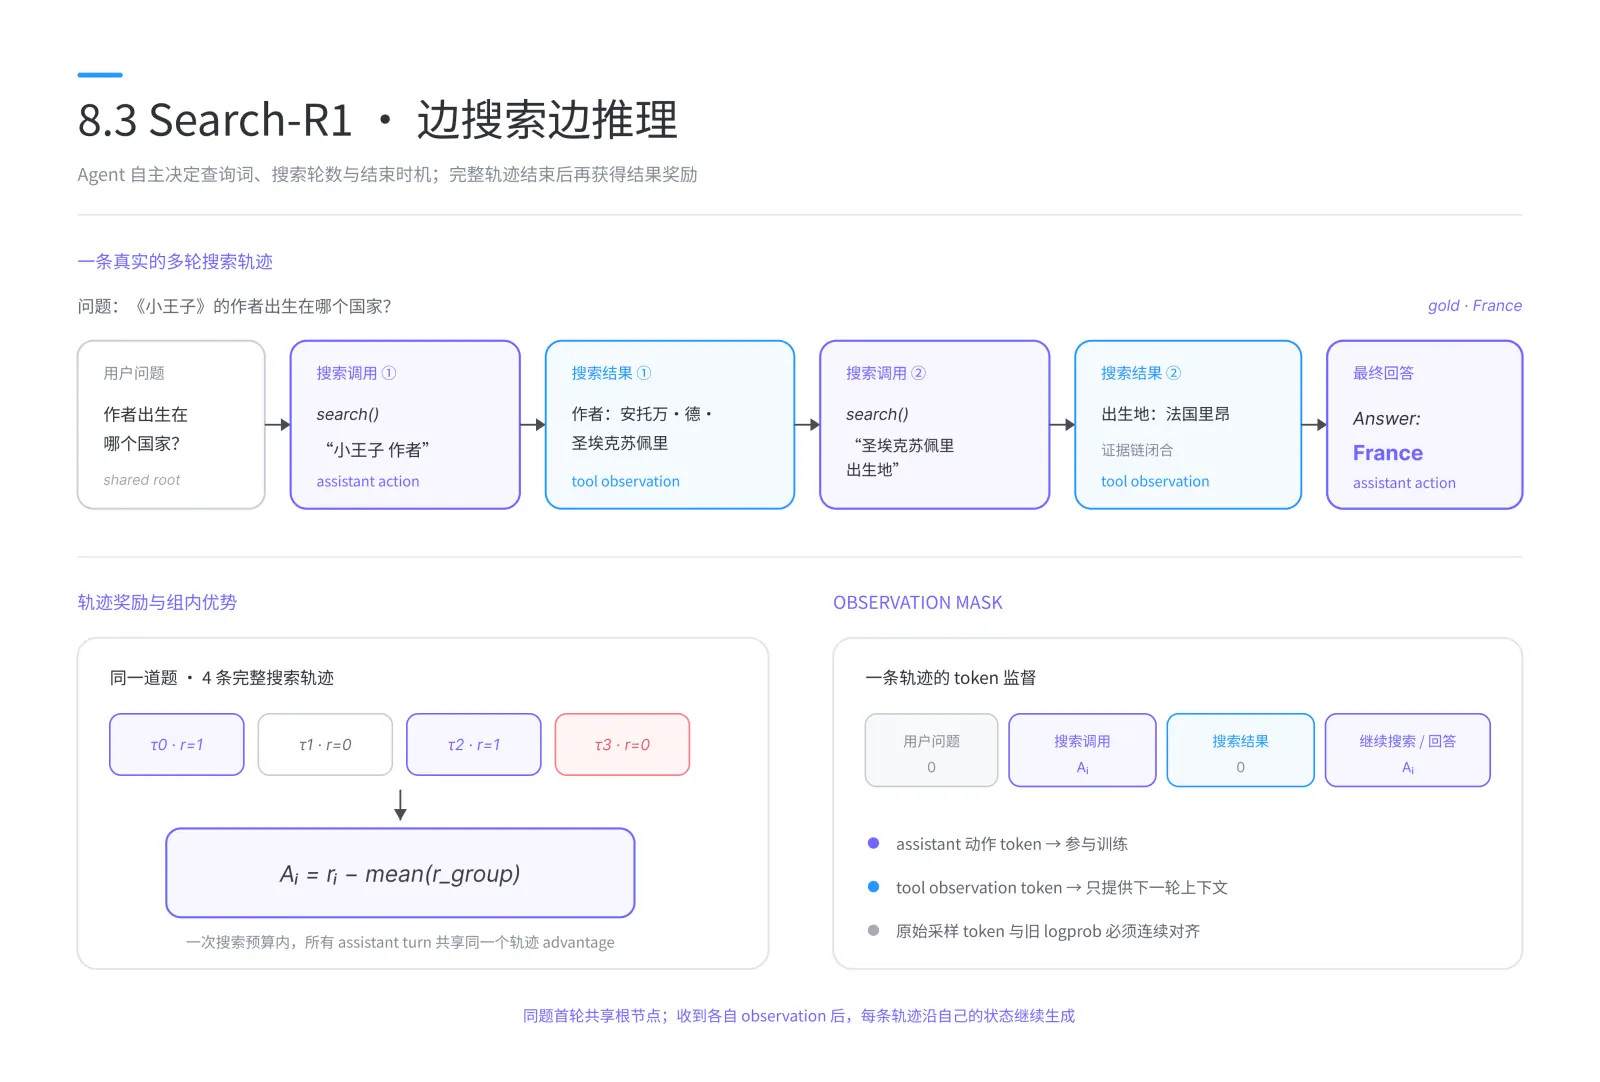 8.3 Search-R1 · 边搜索边推理
Agent 自主决定查询词、搜索轮数与结束时机；完整轨迹结束后再获得结果奖励
一条真实的多轮搜索轨迹
问题：《小王子》的作者出生在哪个国家？
gold · France
用户问题
作者出生在
哪个国家？
shared root
搜索调用 ①
search()
“小王子 作者”
assistant action
搜索结果 ①
作者：安托万·德·
圣埃克苏佩里
tool observation
搜索调用 ②
search()
“圣埃克苏佩里
出生地”
搜索结果 ②
出生地：法国里昂
证据链闭合
tool observation
最终回答
Answer:
France
assistant action
轨迹奖励与组内优势
同一道题 · 4 条完整搜索轨迹
τ0 · r=1
τ1 · r=0
τ2 · r=1
τ3 · r=0
Aᵢ = rᵢ − mean(r_group)
一次搜索预算内，所有 assistant turn 共享同一个轨迹 advantage
OBSERVATION MASK
一条轨迹的 token 监督
用户问题
0
搜索调用
Aᵢ
搜索结果
0
继续搜索 / 回答
Aᵢ
assistant 动作 token → 参与训练
tool observation token → 只提供下一轮上下文
原始采样 token 与旧 logprob 必须连续对齐
同题首轮共享根节点；收到各自 observation 后，每条轨迹沿自己的状态继续生成